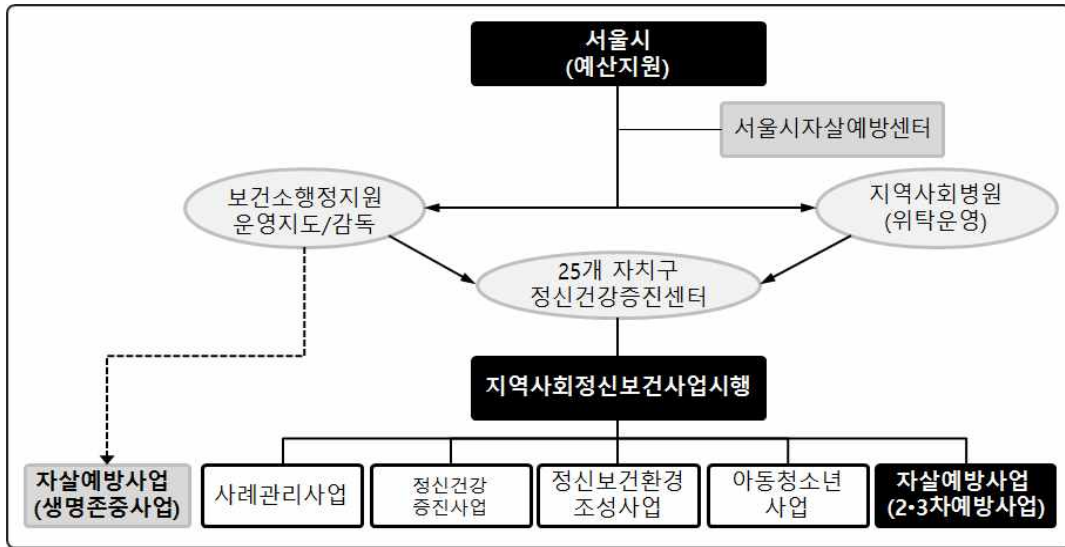 서울시
(예산지원)
서울시자살예방센터
보건소행정지원
운영지도/감독
지역사회병원
(위탁운영)
25개 자치구
정신건강증진센터
지역사회정신보건사업시행
자살예방사업
(생명존중사업)
사례관리사업
정신건강
증진사업
정신보건환경
조성사업
아동청소년
사업
자살예방사업
(2•3차예방사업)